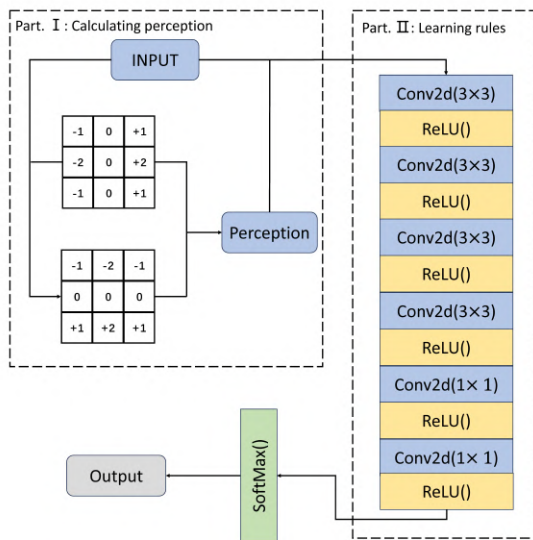 Part. Ⅰ: Calculating perception
INPUT
-1 0 +1
-2 0 +2
-1 0 +1
Perception
-1 -2 -1
0 0 0
+1 +2 +1
Part. Ⅱ: Learning rules
Conv2d(3×3)
ReLU()
Conv2d(3×3)
ReLU()
Conv2d(3×3)
ReLU()
Conv2d(3×3)
ReLU()
Conv2d(1× 1)
ReLU()
Conv2d(1× 1)
ReLU()
SoftMax()
Output